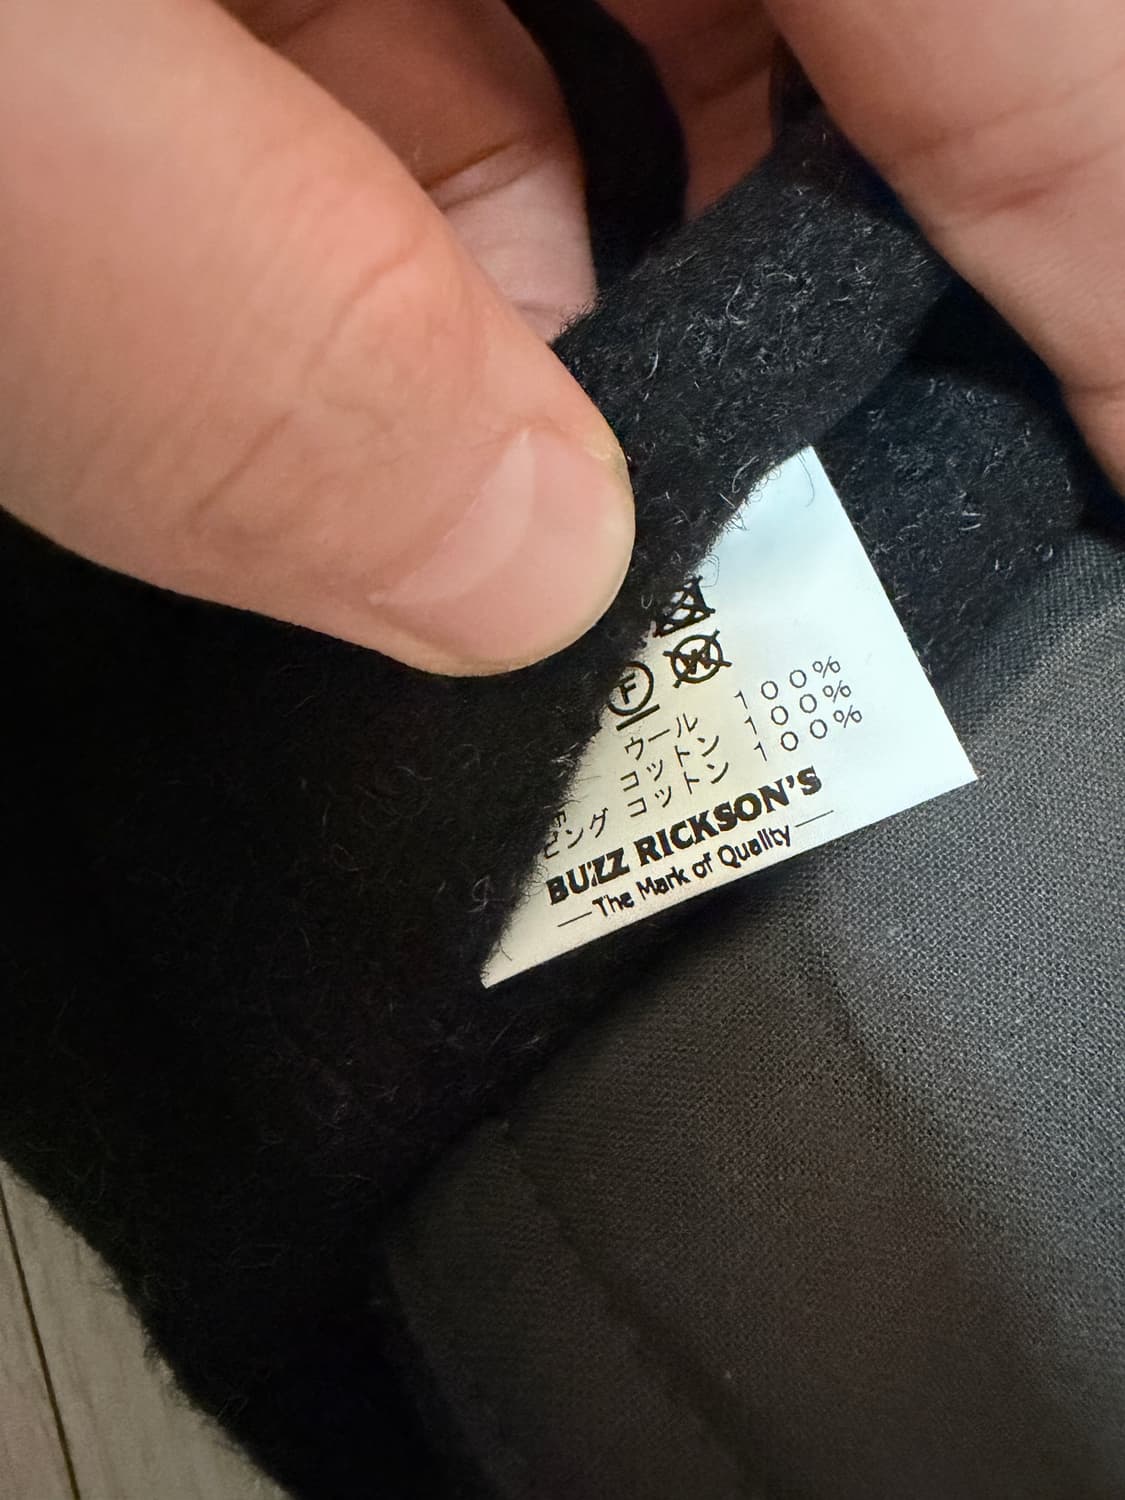 F W
ウール 100%
コットン 100%
ピング コットン 100%
BUZZ RICKSON'S
The Mark of Quality